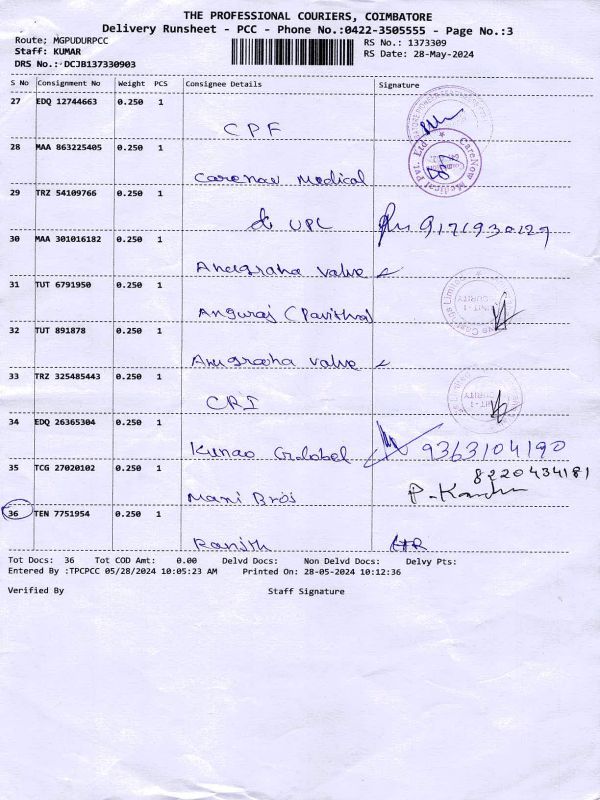 THE PROFESSIONAL COURIERS, COIMBATORE
Delivery Runsheet - PCC - Phone No.:0422-3505555 - Page No.:3
Route; MGPUDURPCC
RS No.: 1373309
Staff: KUMAR
RS Date: 28-May-2024
DRS No.: DCJB137330903
S No Consignment No Weight PCS Consignee Details Signature
27 EDQ 12744663 0.250 1
CPF
28 MAA 863225405 0.250 1
Carenow Medical
CareNow Medical Pvt. Ltd
29 TRZ 54109766 0.250 1
UPC 9171930129
30 MAA 301016182 0.250 1
Anugraha Valve
31 TUT 6791950 0.250 1
Anguraj (Pavithra)
32 TUT 891878 0.250 1
Anugraha Valve
33 TRZ 325485443 0.250 1
CRI
34 EDQ 26365304 0.250 1
9363104190
35 TCG 27020102 0.250 1
8220434181
Mani Bros
36 TEN 7751954 0.250 1
Ranjith
Tot Docs: 36 Tot COD Amt: 0.00 Delvd Docs: Non Delvd Docs: Delvy Pts:
Entered By :TPCPCC 05/28/2024 10:05:23 AM Printed On: 28-05-2024 10:12:36
Verified By Staff Signature